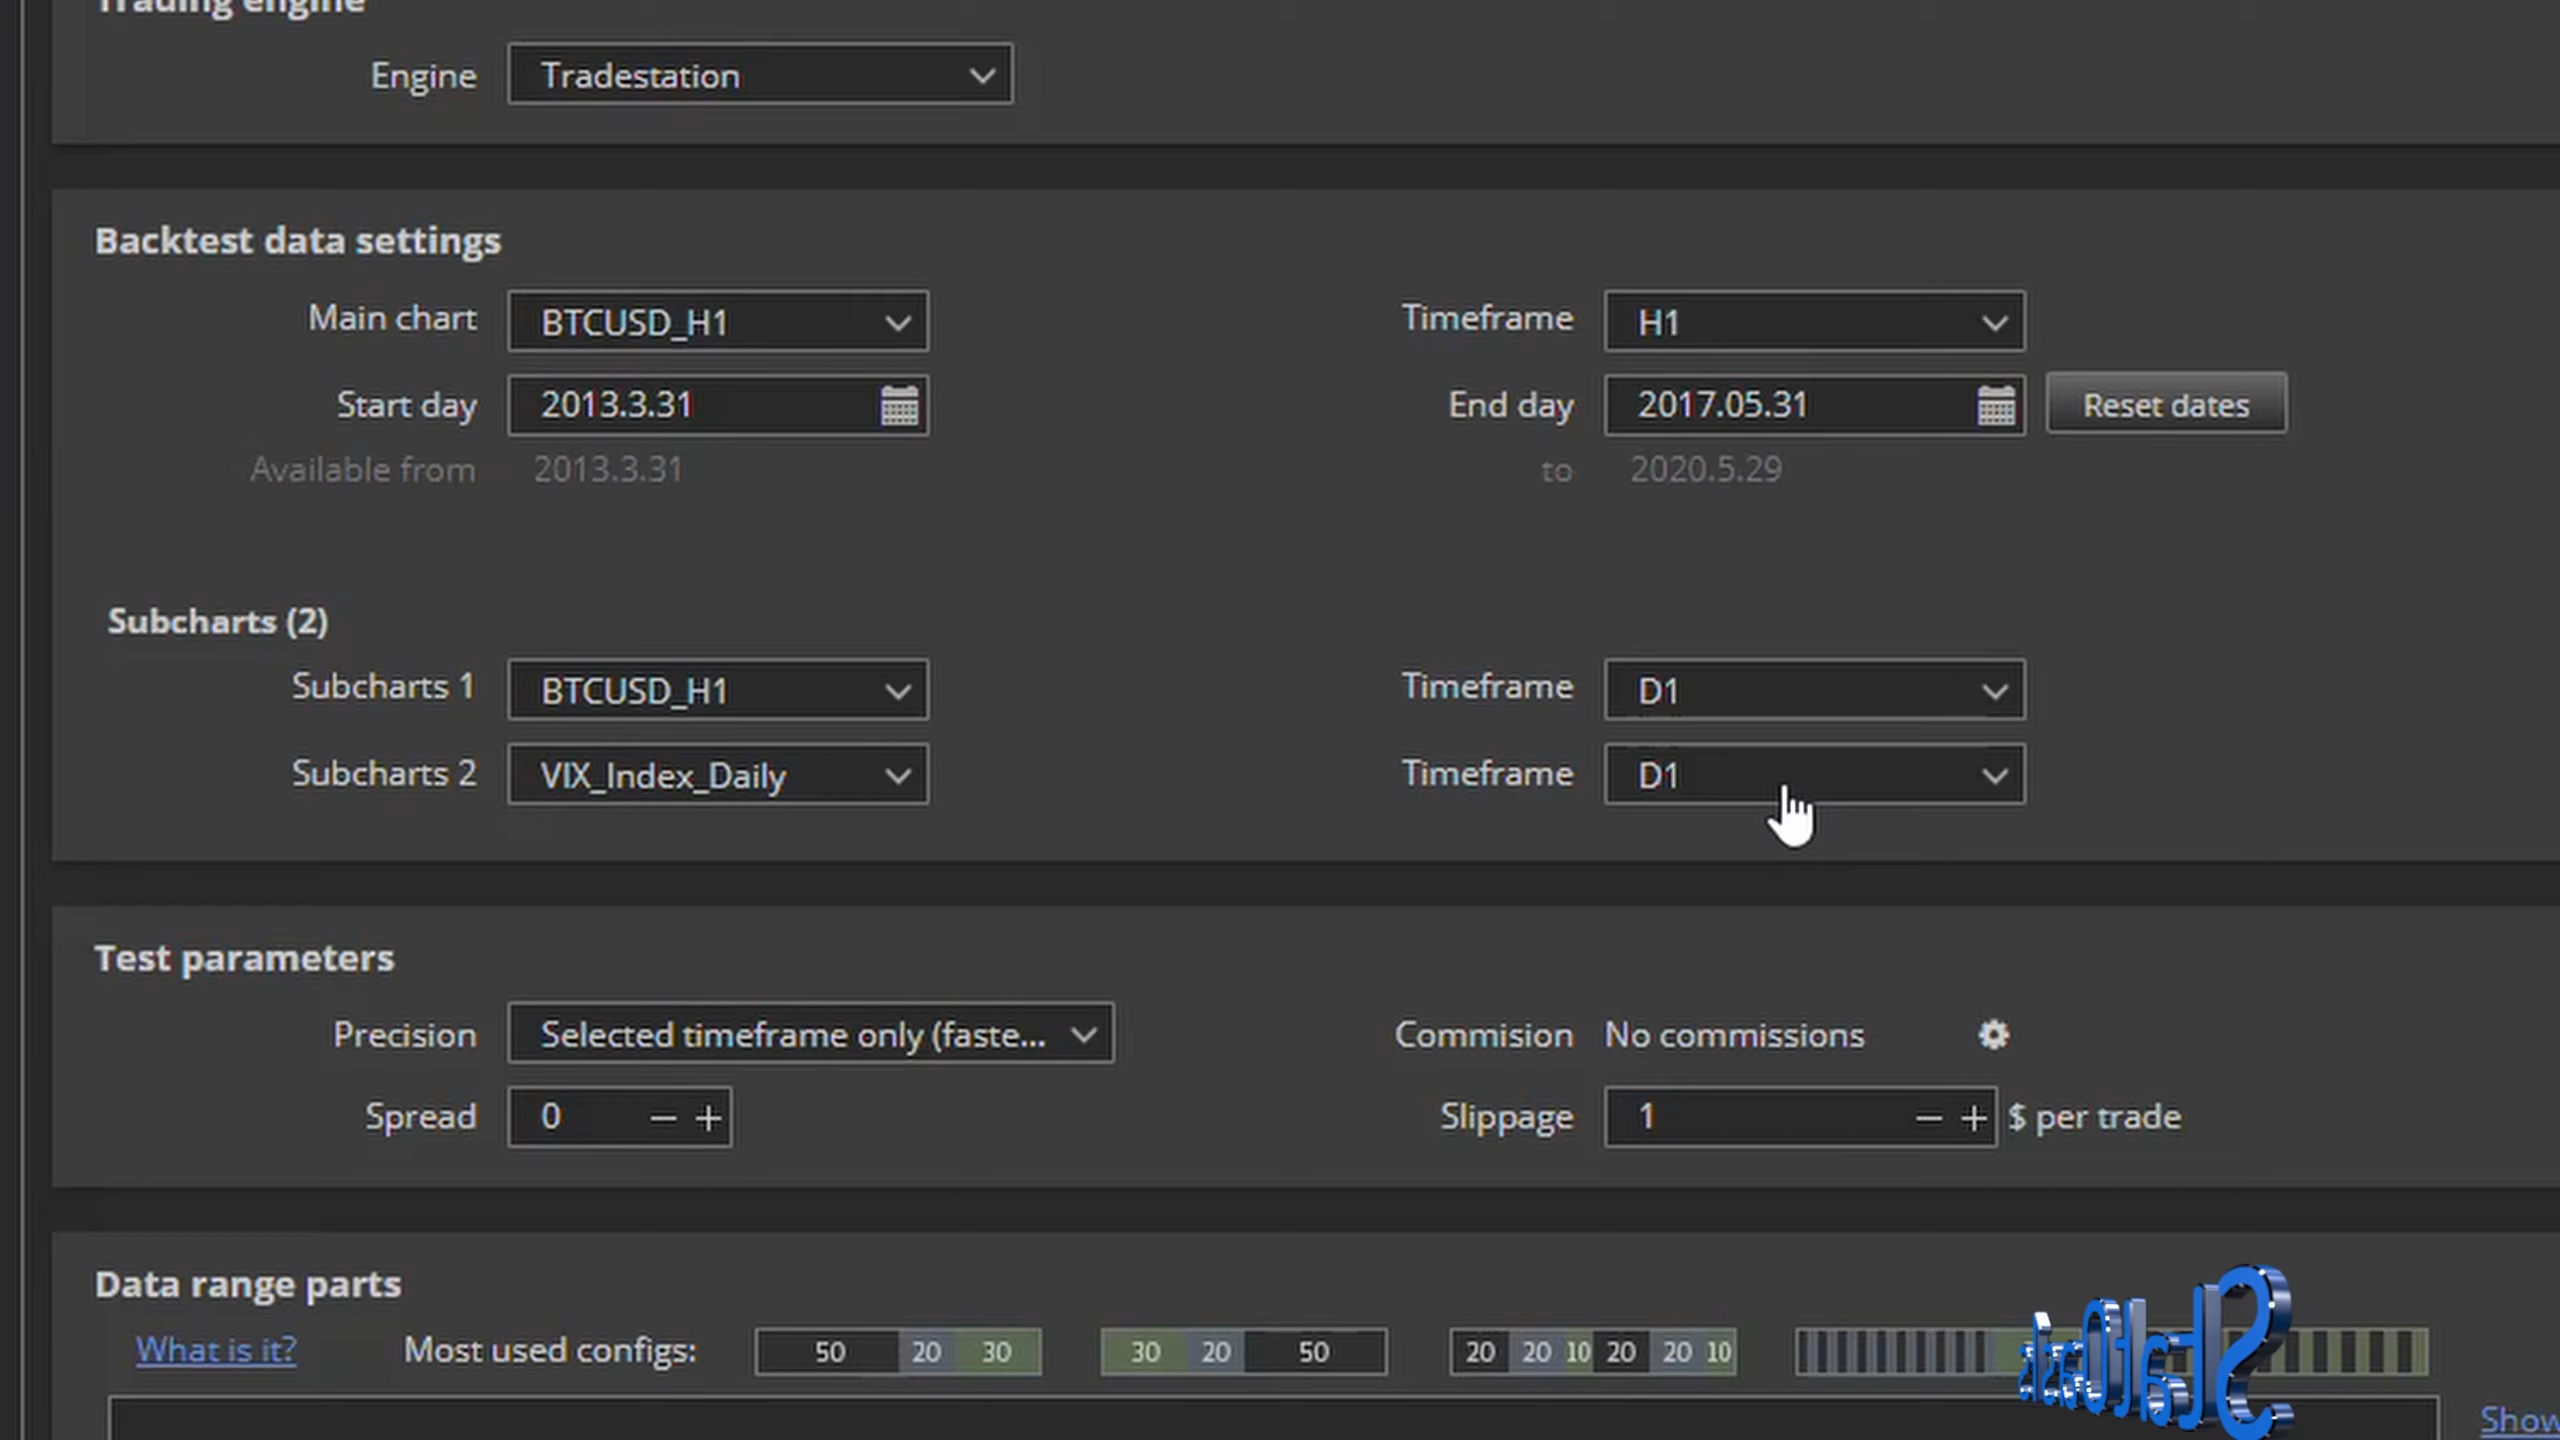 Trading engine
Engine Tradestation
Backtest data settings
Main chart BTCUSD_H1 Timeframe H1
Start day 2013.3.31 End day 2017.05.31 Reset dates
Available from 2013.3.31 to 2020.5.29
Subcharts (2)
Subcharts 1 BTCUSD_H1 Timeframe D1
Subcharts 2 VIX_Index_Daily Timeframe D1
Test parameters
Precision Selected timeframe only (faste... Commision No commissions
Spread 0 − + Slippage 1 − + $ per trade
Data range parts
What is it? Most used configs: 50 20 30 30 20 50 20 20 10 20 20 10
Show